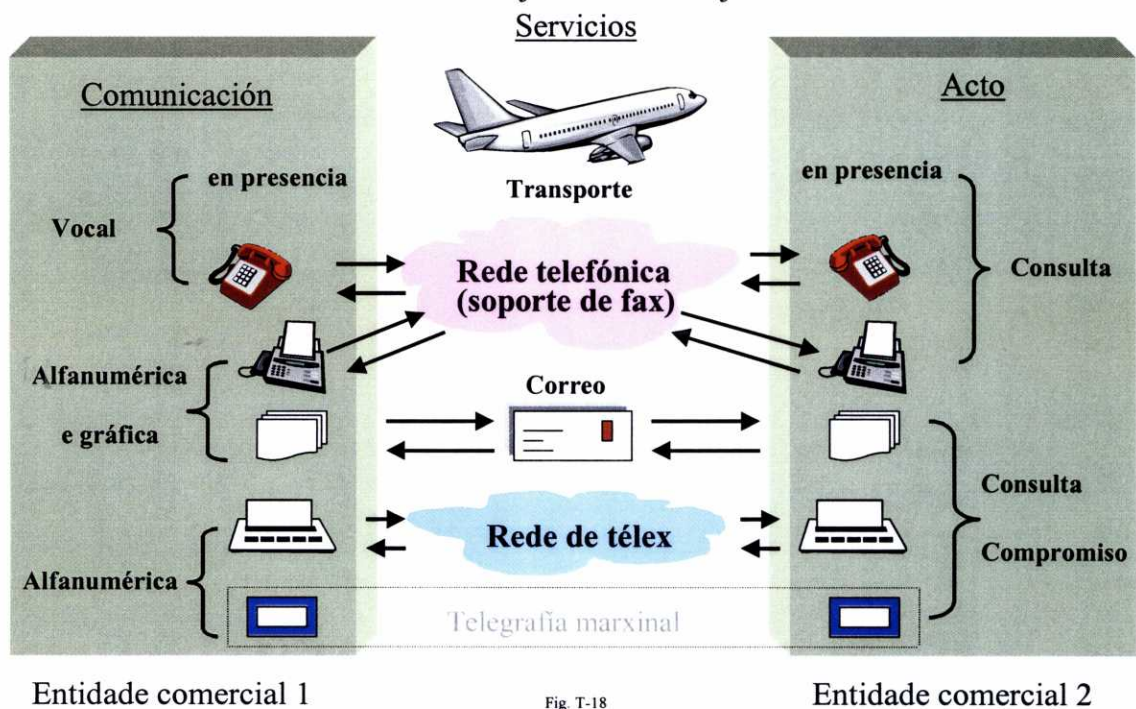 Servicios
Comunicación
Acto
en presencia
Vocal
Transporte
en presencia
Consulta
Rede telefónica
(soporte de fax)
Alfanumérica
e gráfica
Correo
Consulta
Compromiso
Rede de télex
Alfanumérica
Telegrafía marxinal
Entidade comercial 1
Fig. T-18
Entidade comercial 2